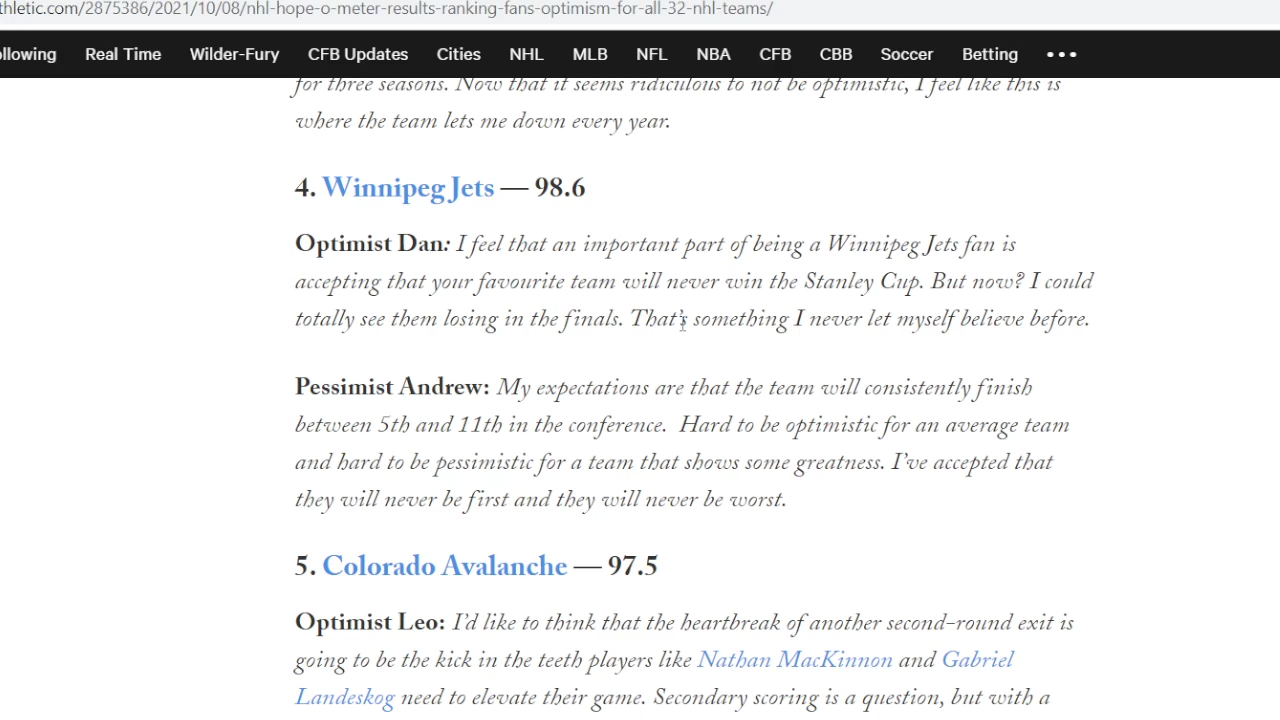 thletic.com/2875386/2021/10/08/nhl-hope-o-meter-results-ranking-fans-optimism-for-all-32-nhl-teams/
ollowing Real Time Wilder-Fury CFB Updates Cities NHL MLB NFL NBA CFB CBB Soccer Betting •••
for three seasons. Now that it seems ridiculous to not be optimistic, I feel like this is
where the team lets me down every year.
4. Winnipeg Jets — 98.6
Optimist Dan: I feel that an important part of being a Winnipeg Jets fan is
accepting that your favourite team will never win the Stanley Cup. But now? I could
totally see them losing in the finals. That's something I never let myself believe before.
Pessimist Andrew: My expectations are that the team will consistently finish
between 5th and 11th in the conference. Hard to be optimistic for an average team
and hard to be pessimistic for a team that shows some greatness. I've accepted that
they will never be first and they will never be worst.
5. Colorado Avalanche — 97.5
Optimist Leo: I'd like to think that the heartbreak of another second-round exit is
going to be the kick in the teeth players like Nathan MacKinnon and Gabriel
Landeskog need to elevate their game. Secondary scoring is a question, but with a